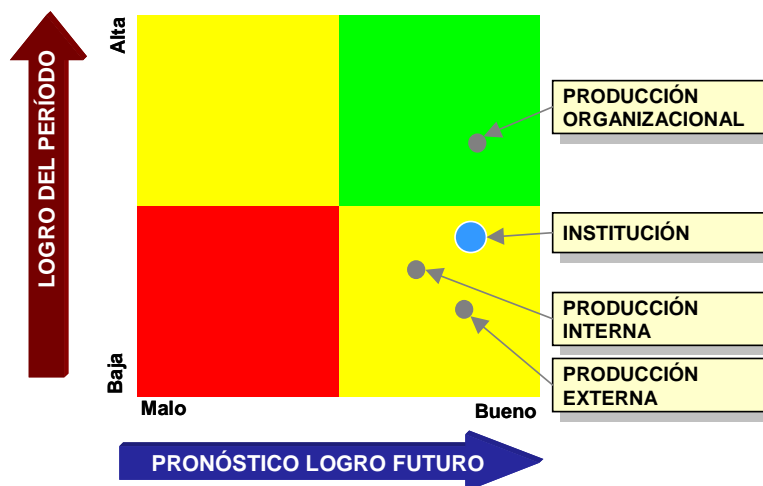 LOGRO DEL PERÍODO
Alta
Baja
Malo
Bueno
PRONÓSTICO LOGRO FUTURO
PRODUCCIÓN
ORGANIZACIONAL
INSTITUCIÓN
PRODUCCIÓN
INTERNA
PRODUCCIÓN
EXTERNA